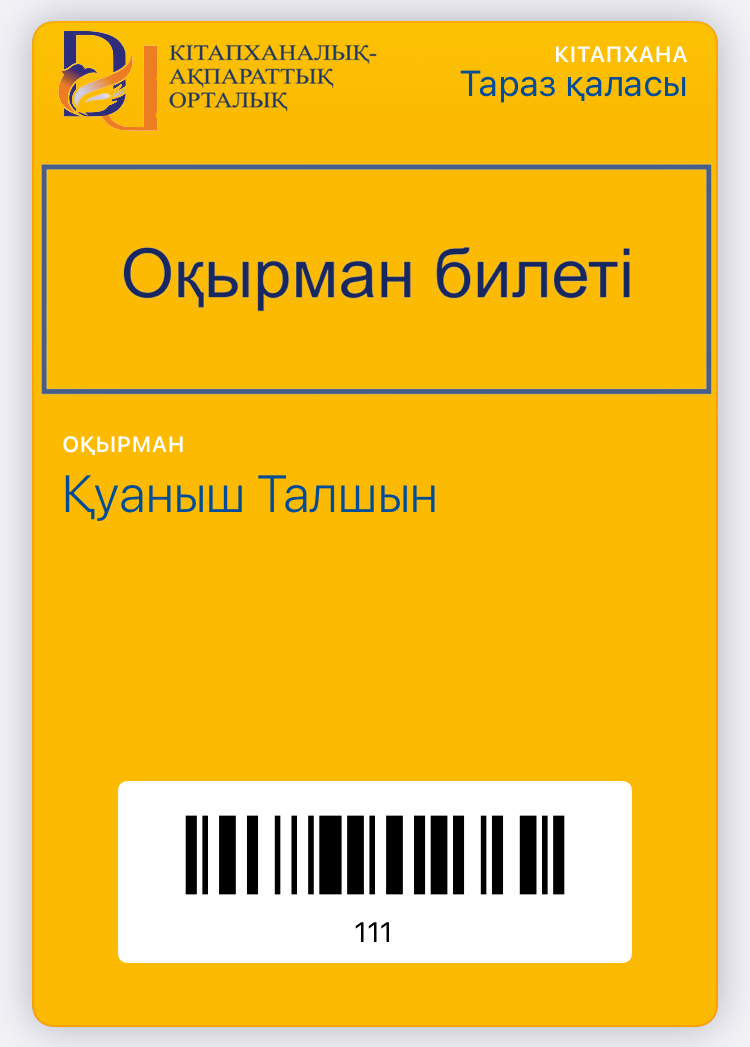 КІТАПХАНАЛЫҚ-
АҚПАРАТТЫҚ
ОРТАЛЫҚ
КІТАПХАНА
Тараз қаласы
Оқырман билеті
ОҚЫРМАН
Қуаныш Талшын
111